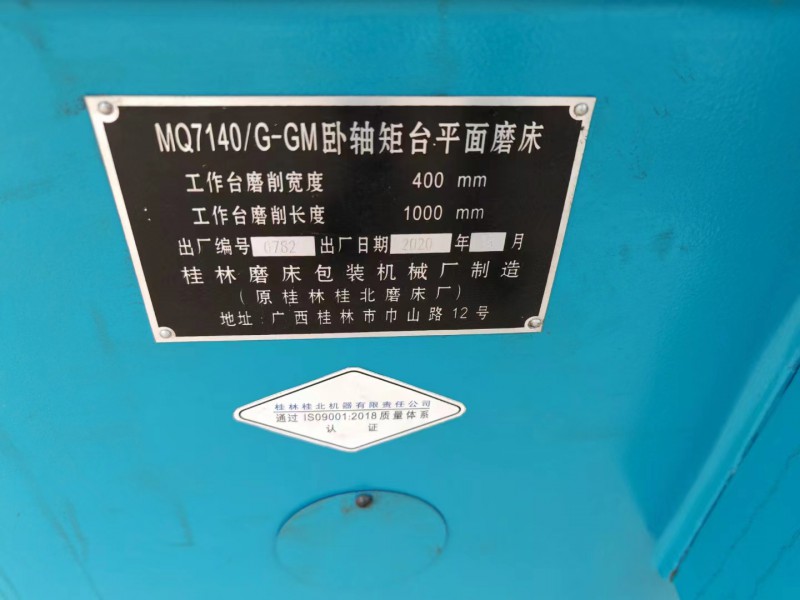 MQ7140/G-GM卧轴矩台平面磨床
工作台磨削宽度 400 mm
工作台磨削长度 1000 mm
出厂编号 0782 出厂日期 2020 年 月
桂林磨床包装机械厂制造
(原桂林桂北磨床厂)
地址:广西桂林市巾山路12号
桂林桂北机器有限责任公司
通过 ISO9001:2018质量体系
认 证